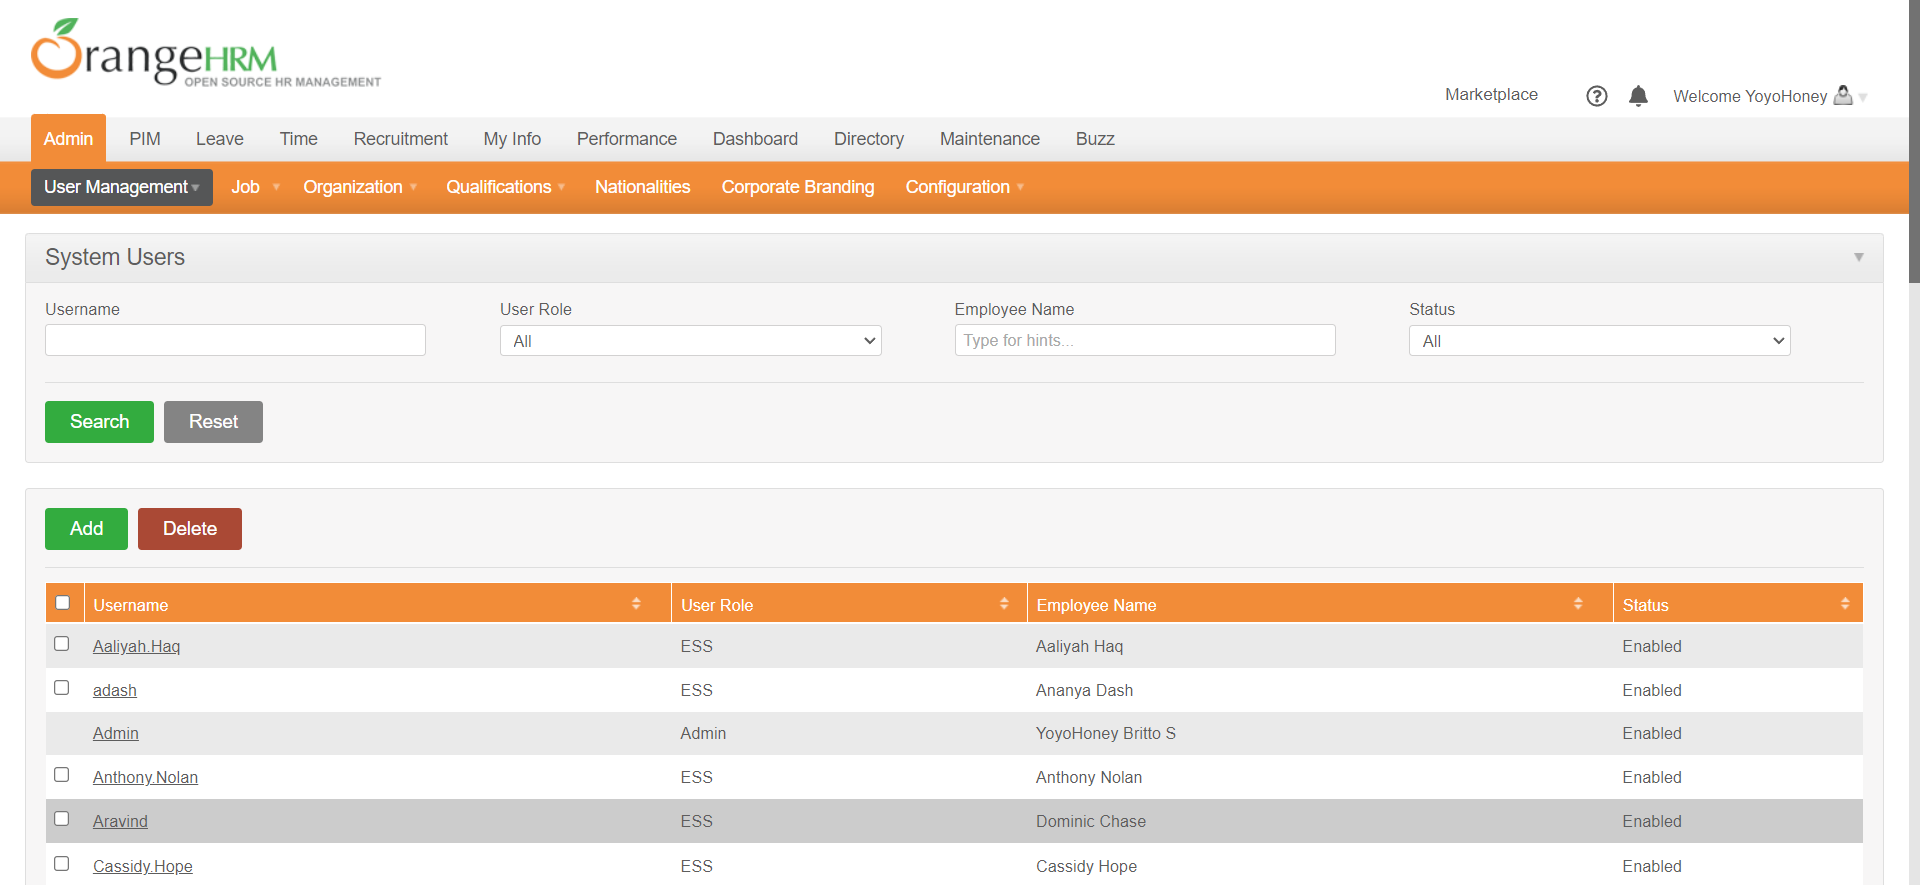 OrangeHRM
OPEN SOURCE HR MANAGEMENT
Marketplace
?
Welcome YoyoHoney
Admin PIM Leave Time Recruitment My Info Performance Dashboard Directory Maintenance Buzz
User Management Job Organization Qualifications Nationalities Corporate Branding Configuration
System Users
Username User Role Employee Name Status
All Type for hints... All
Search Reset
Add Delete
Username User Role Employee Name Status
Aaliyah.Haq ESS Aaliyah Haq Enabled
adash ESS Ananya Dash Enabled
Admin Admin YoyoHoney Britto S Enabled
Anthony.Nolan ESS Anthony Nolan Enabled
Aravind ESS Dominic Chase Enabled
Cassidy.Hope ESS Cassidy Hope Enabled